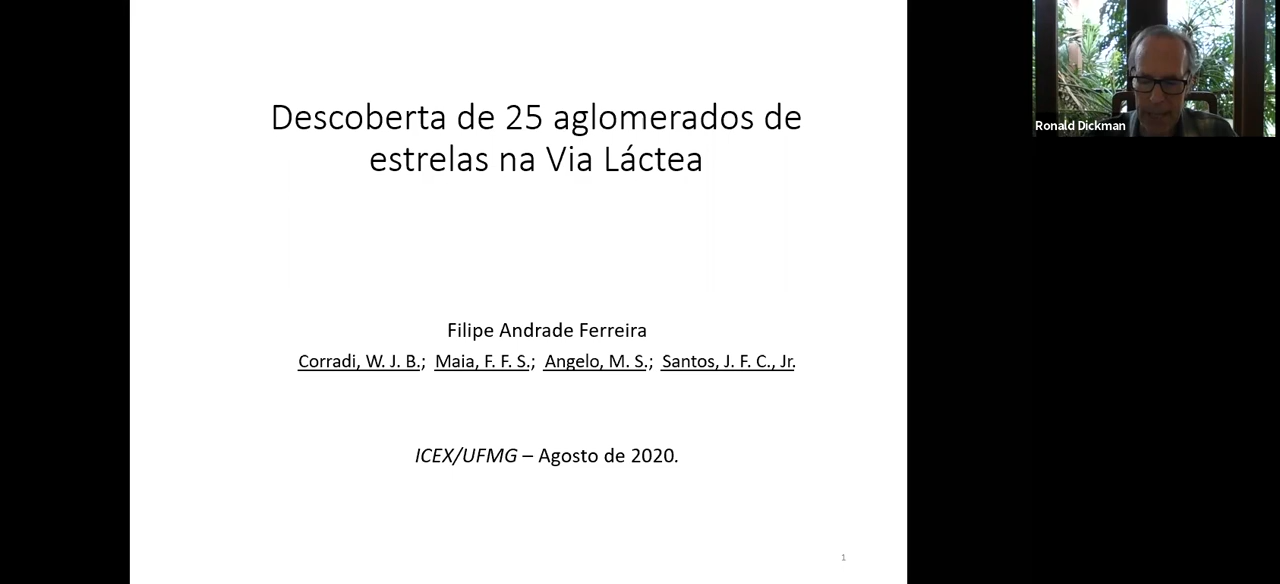 Descoberta de 25 aglomerados de
estrelas na Via Láctea
Filipe Andrade Ferreira
Corradi, W. J. B.; Maia, F. F. S.; Angelo, M. S.; Santos, J. F. C., Jr.
ICEX/UFMG – Agosto de 2020.
1
Ronald Dickman